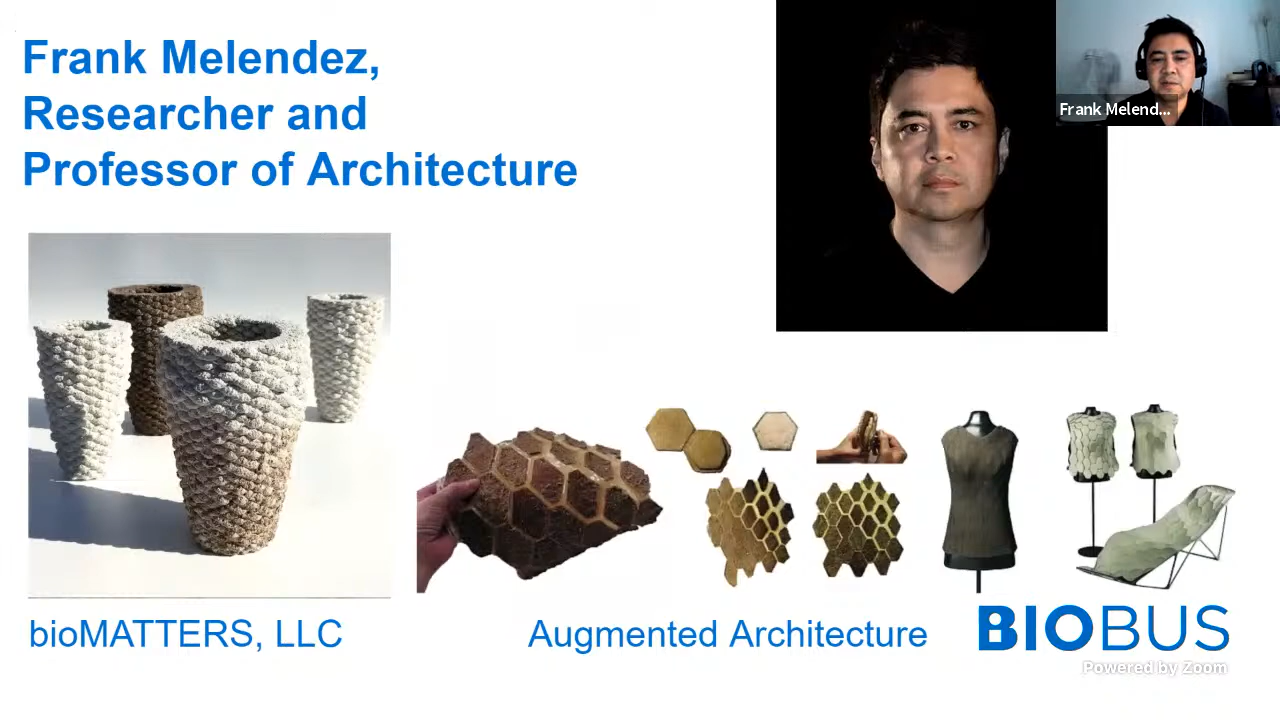 Frank Melendez,
Researcher and
Professor of Architecture
Frank Melend...
bioMATTERS, LLC
Augmented Architecture
BIOBUS
Powered by Zoom